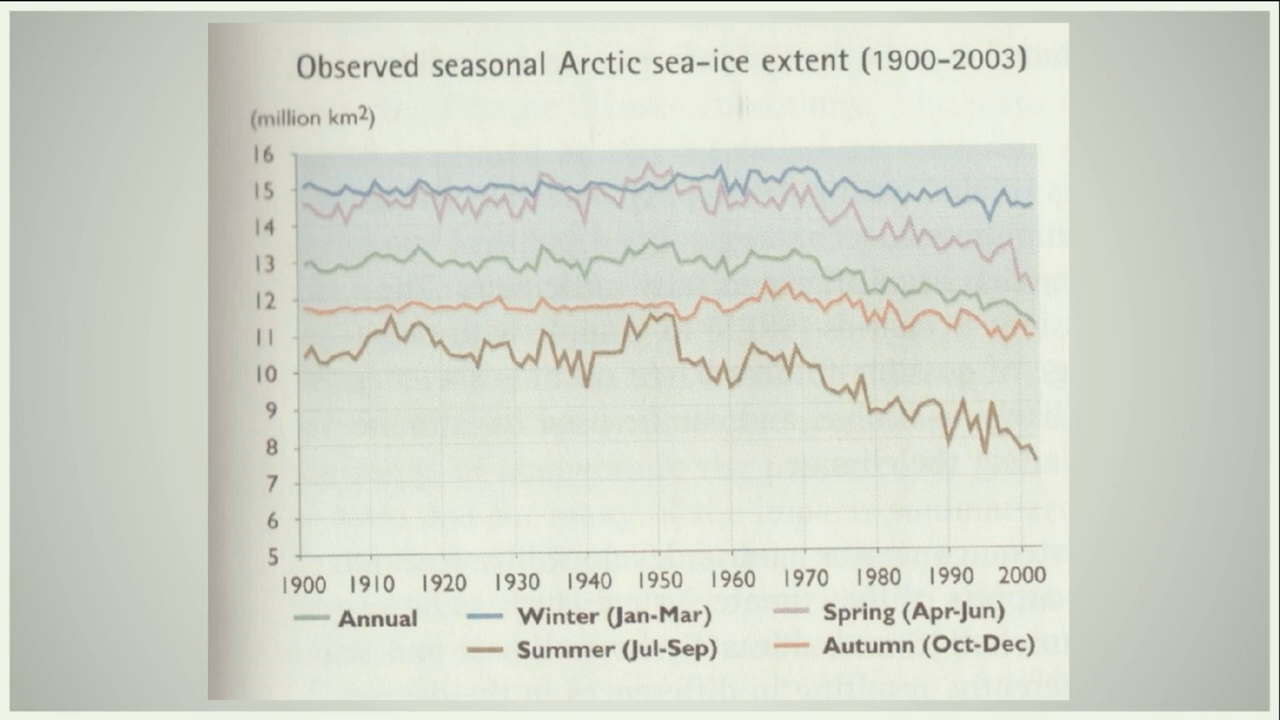 Observed seasonal Arctic sea-ice extent (1900-2003)
(million km2)
16
15
14
13
12
11
10
9
8
7
6
5
1900 1910 1920 1930 1940 1950 1960 1970 1980 1990 2000
Annual Winter (Jan-Mar) Spring (Apr-Jun)
Summer (Jul-Sep) Autumn (Oct-Dec)